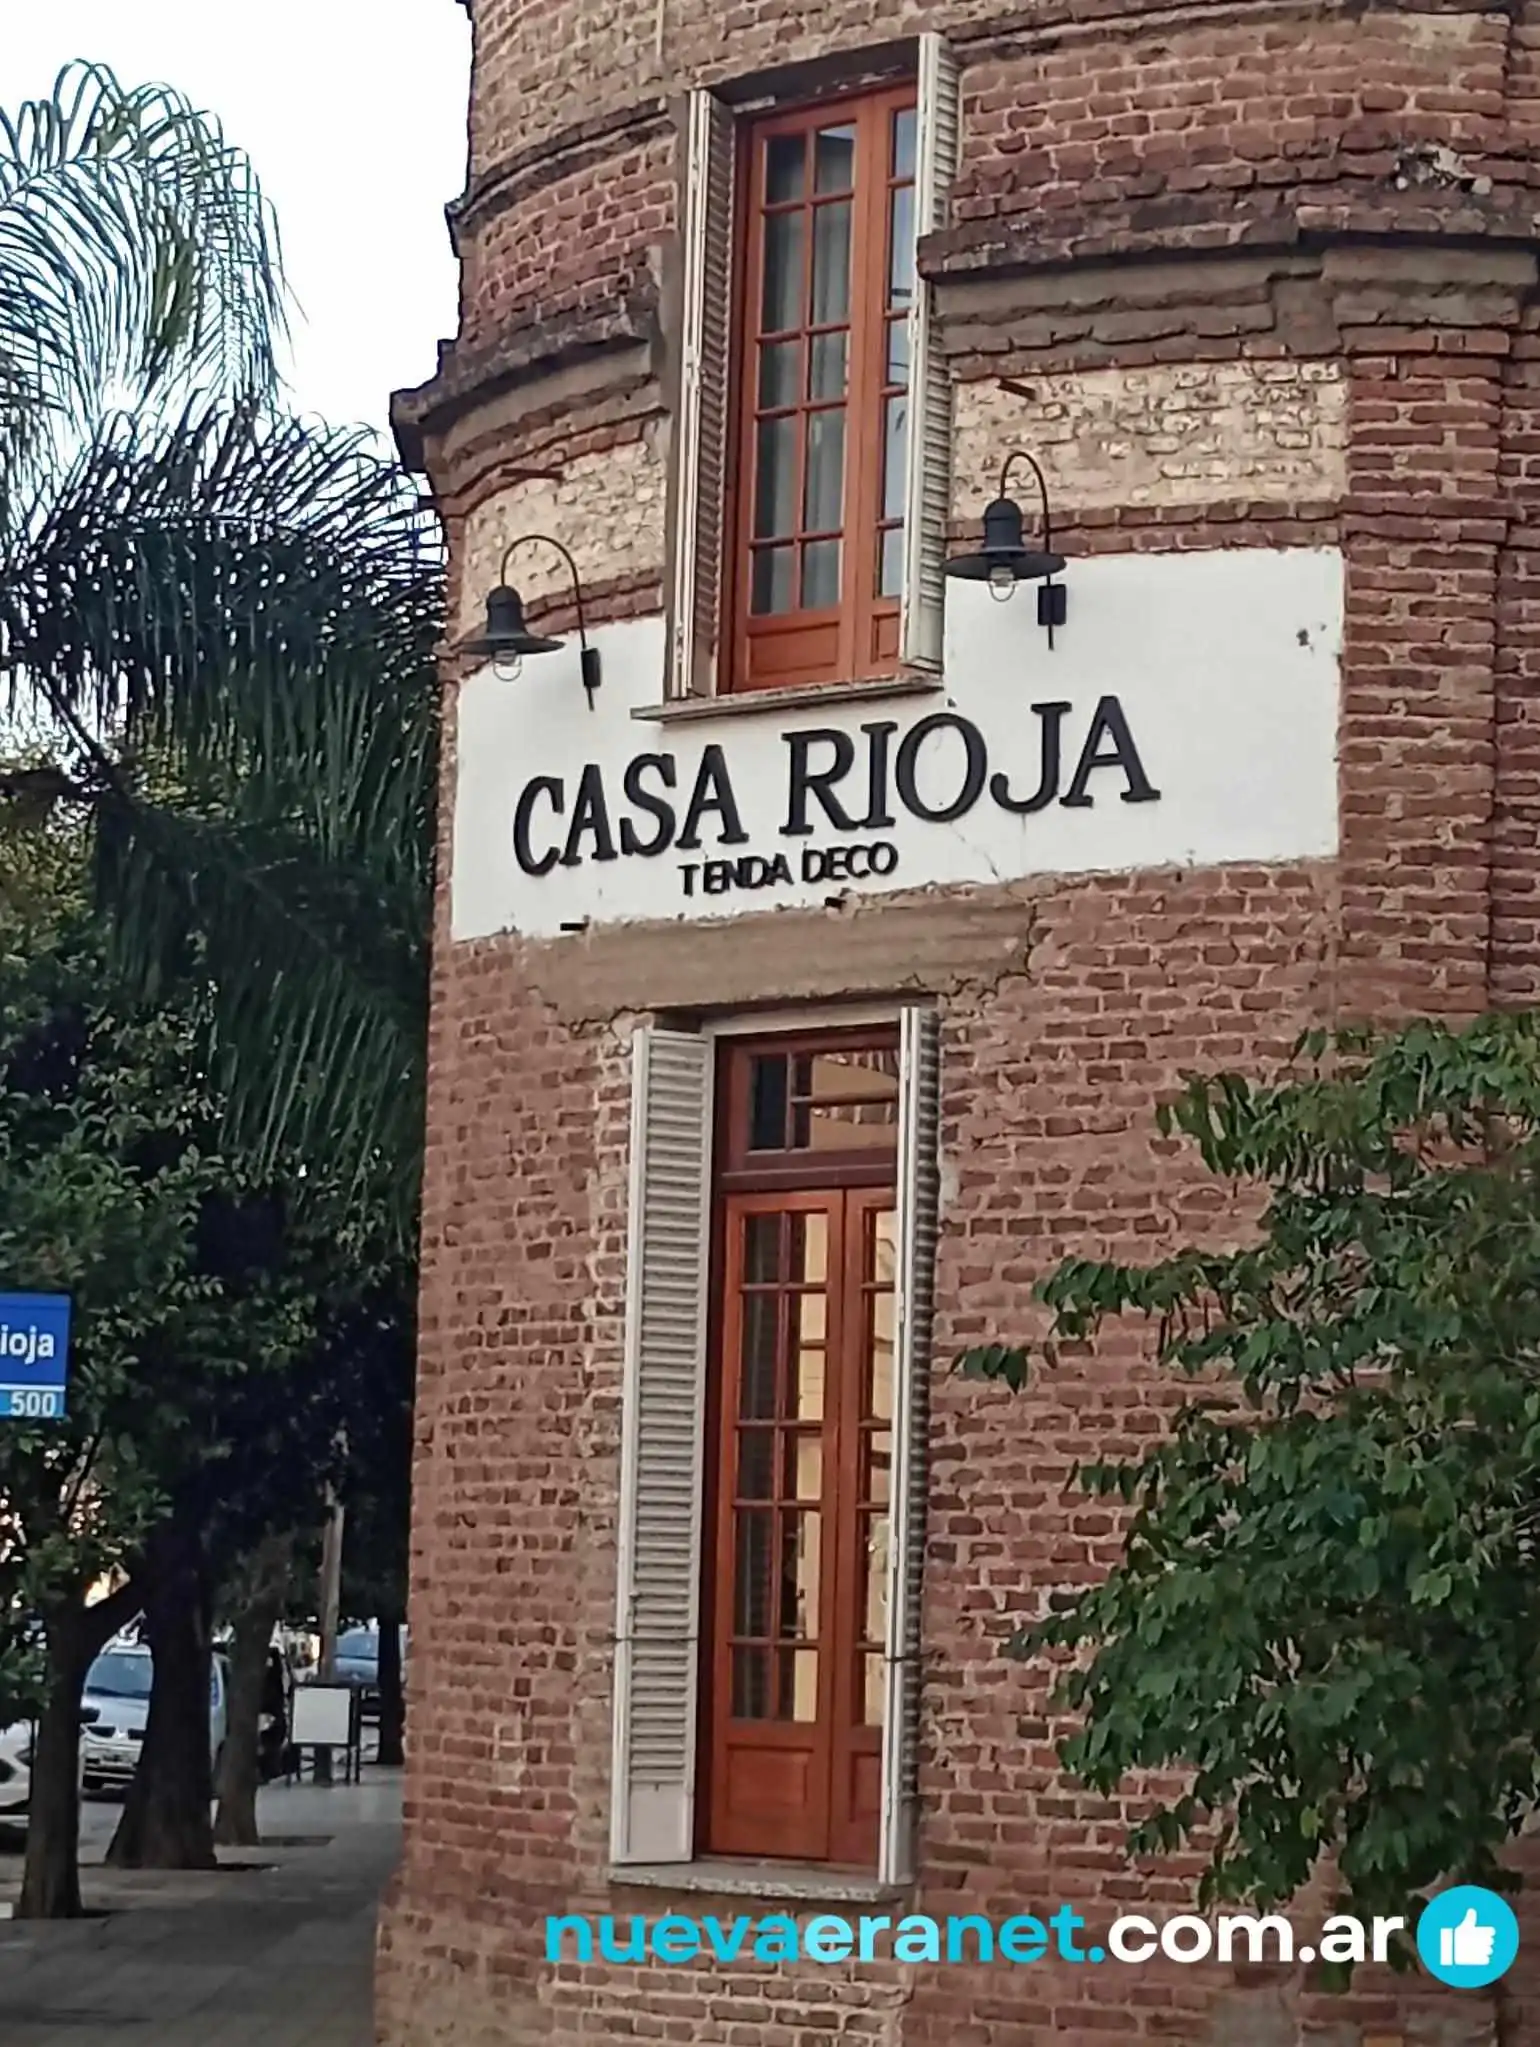 CASA RIOJA
TENDA DECO
ioja
500
nuevaeranet.com.ar